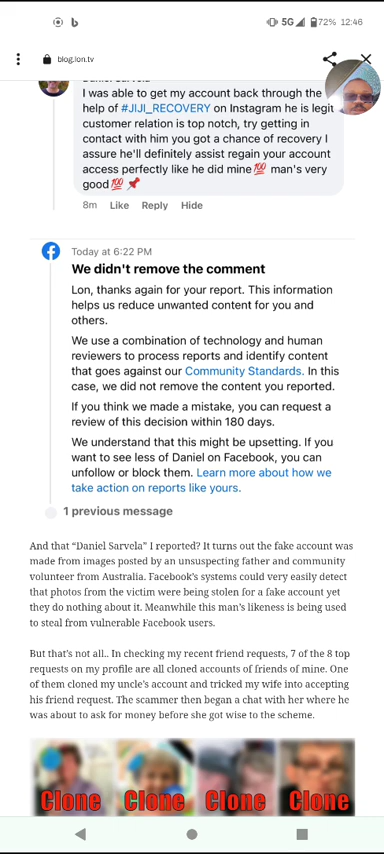 5G 72% 12:46
blog.lon.tv
I was able to get my account back through the
help of #JIJI_RECOVERY on Instagram he is legit
customer relation is top notch, try getting in
contact with him you got a chance of recovery I
assure he'll definitely assist regain your account
access perfectly like he did mine💯 man's very
good💯📌
8m Like Reply Hide
Today at 6:22 PM
We didn't remove the comment
Lon, thanks again for your report. This information
helps us reduce unwanted content for you and
others.
We use a combination of technology and human
reviewers to process reports and identify content
that goes against our Community Standards. In this
case, we did not remove the content you reported.
If you think we made a mistake, you can request a
review of this decision within 180 days.
We understand that this might be upsetting. If you
want to see less of Daniel on Facebook, you can
unfollow or block them. Learn more about how we
take action on reports like yours.
1 previous message
And that “Daniel Sarvela” I reported? It turns out the fake account was
made from images posted by an unsuspecting father and community
volunteer from Australia. Facebook’s systems could very easily detect
that photos from the victim were being stolen for a fake account yet
they do nothing about it. Meanwhile this man’s likeness is being used
to steal from vulnerable Facebook users.
But that’s not all.. In checking my recent friend requests, 7 of the 8 top
requests on my profile are all cloned accounts of friends of mine. One
of them cloned my uncle’s account and tricked my wife into accepting
his friend request. The scammer then began a chat with her where he
was about to ask for money before she got wise to the scheme.
Clone Clone Clone Clone